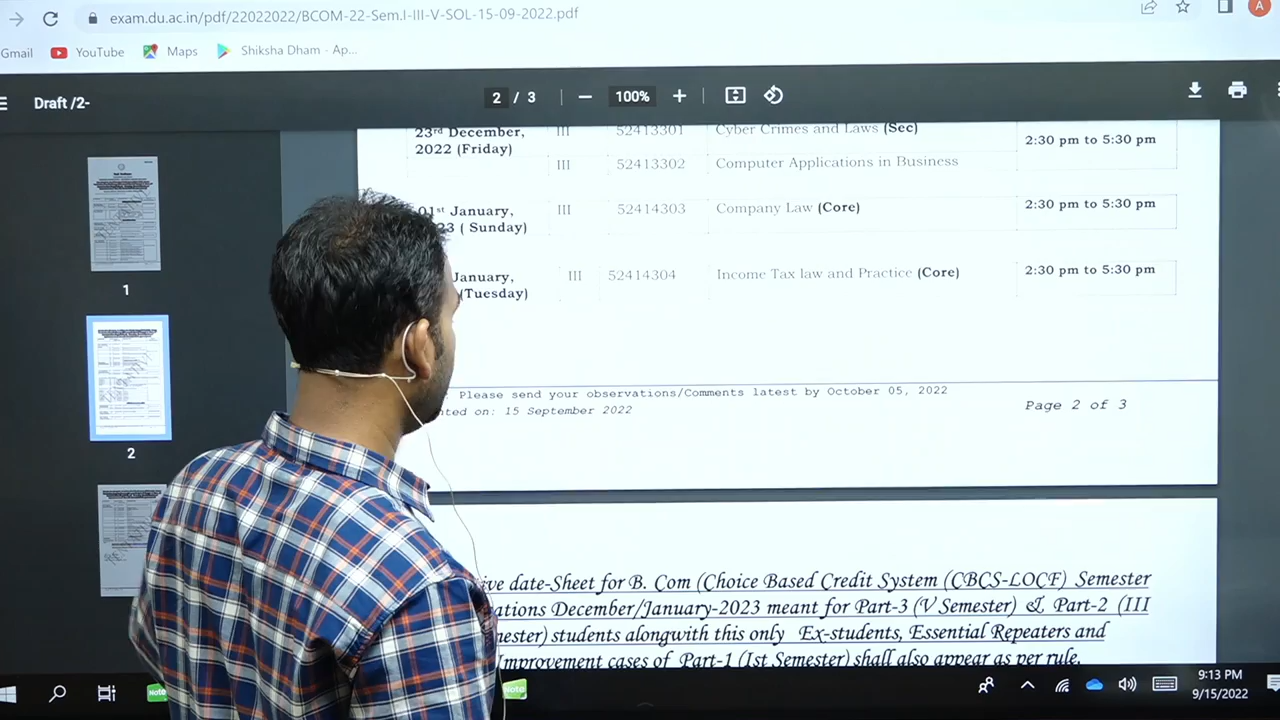 exam.du.ac.in/pdf/22022022/BCOM-22-Sem.I-III-V-SOL-15-09-2022.pdf
A
Gmail YouTube Maps Shiksha Dham - Ap...
Draft /2-
2 / 3
100%
23rd December, III 52413301 Cyber Crimes and Laws (Sec) 2:30 pm to 5:30 pm
2022 (Friday)
III 52413302 Computer Applications in Business
01st January, III 52414303 Company Law (Core) 2:30 pm to 5:30 pm
23 ( Sunday)
January, III 52414304 Income Tax law and Practice (Core) 2:30 pm to 5:30 pm
(Tuesday)
: Please send your observations/Comments latest by October 05, 2022
on: 15 September 2022
Page 2 of 3
1
2
date-Sheet for B. Com (Choice Based Credit System (CBCS-LOCF) Semester
December/January-2023 meant for Part-3 (V Semester) & Part-2 (III
students alongwith this only Ex-students, Essential Repeaters and
Improvement cases of Part-1 (Ist Semester) shall also appear as per rule.
Note
Note
9:13 PM
9/15/2022